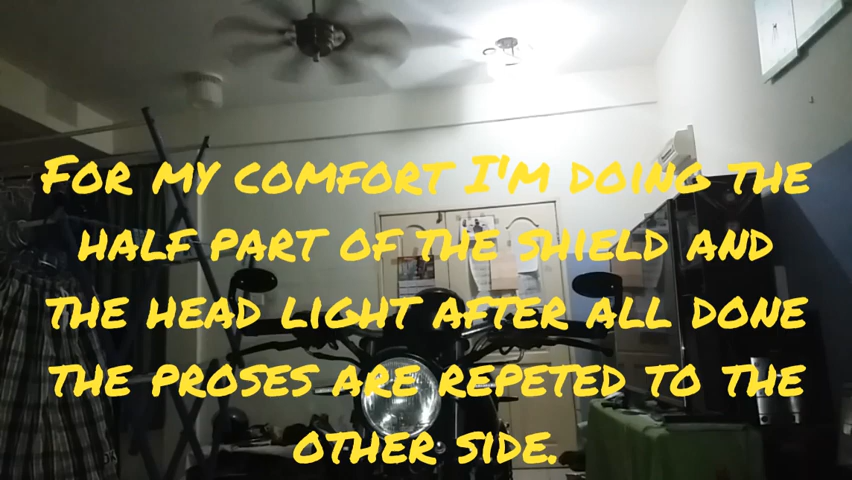 For my comfort I'm doing the
half part of the shield and
the head light after all done
the proses are repeted to the
other side.